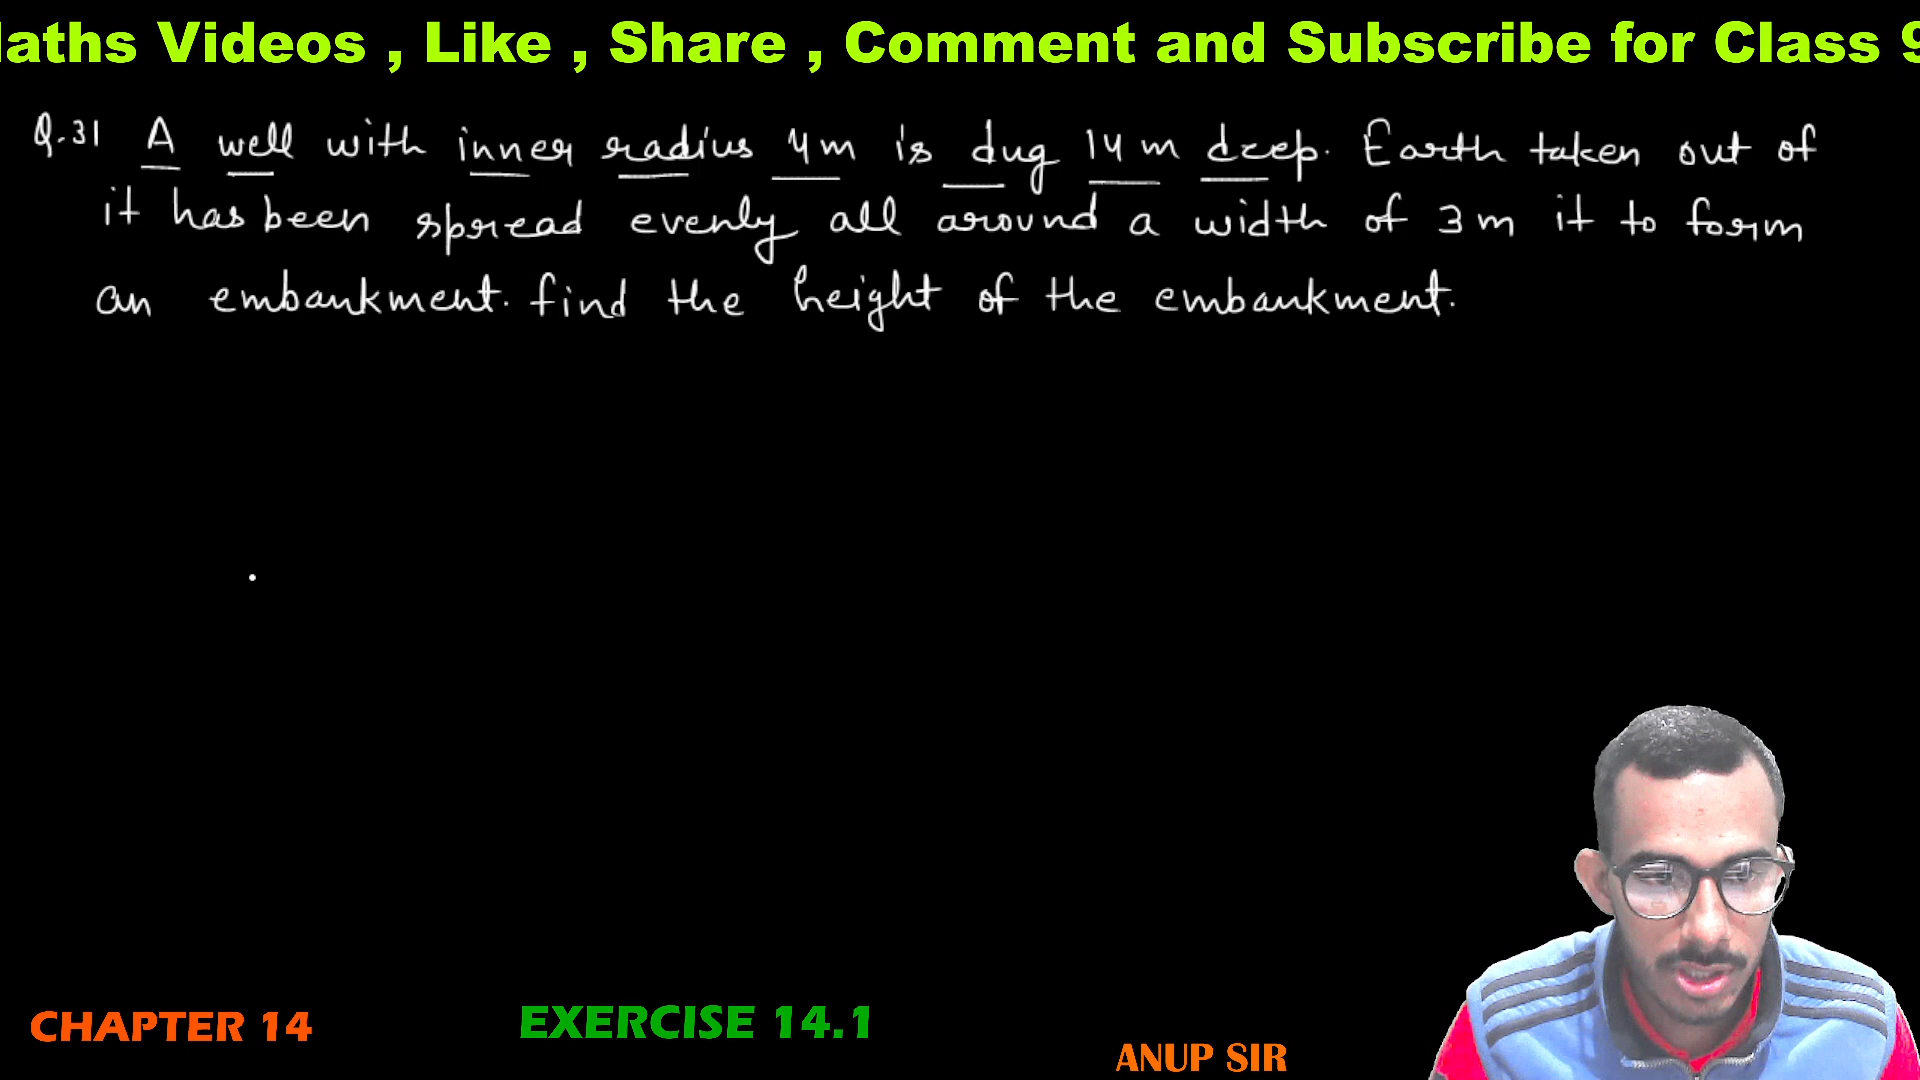 Maths Videos , Like , Share , Comment and Subscribe for Class 9
Q.31 A well with inner radius 4m is dug 14 m deep. Earth taken out of
it has been spread evenly all around a width of 3 m it to form
an embankment. find the height of the embankment.
CHAPTER 14
EXERCISE 14.1
ANUP SIR